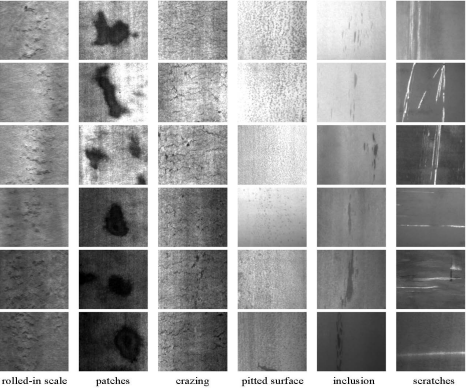 rolled-in scale patches crazing pitted surface inclusion scratches